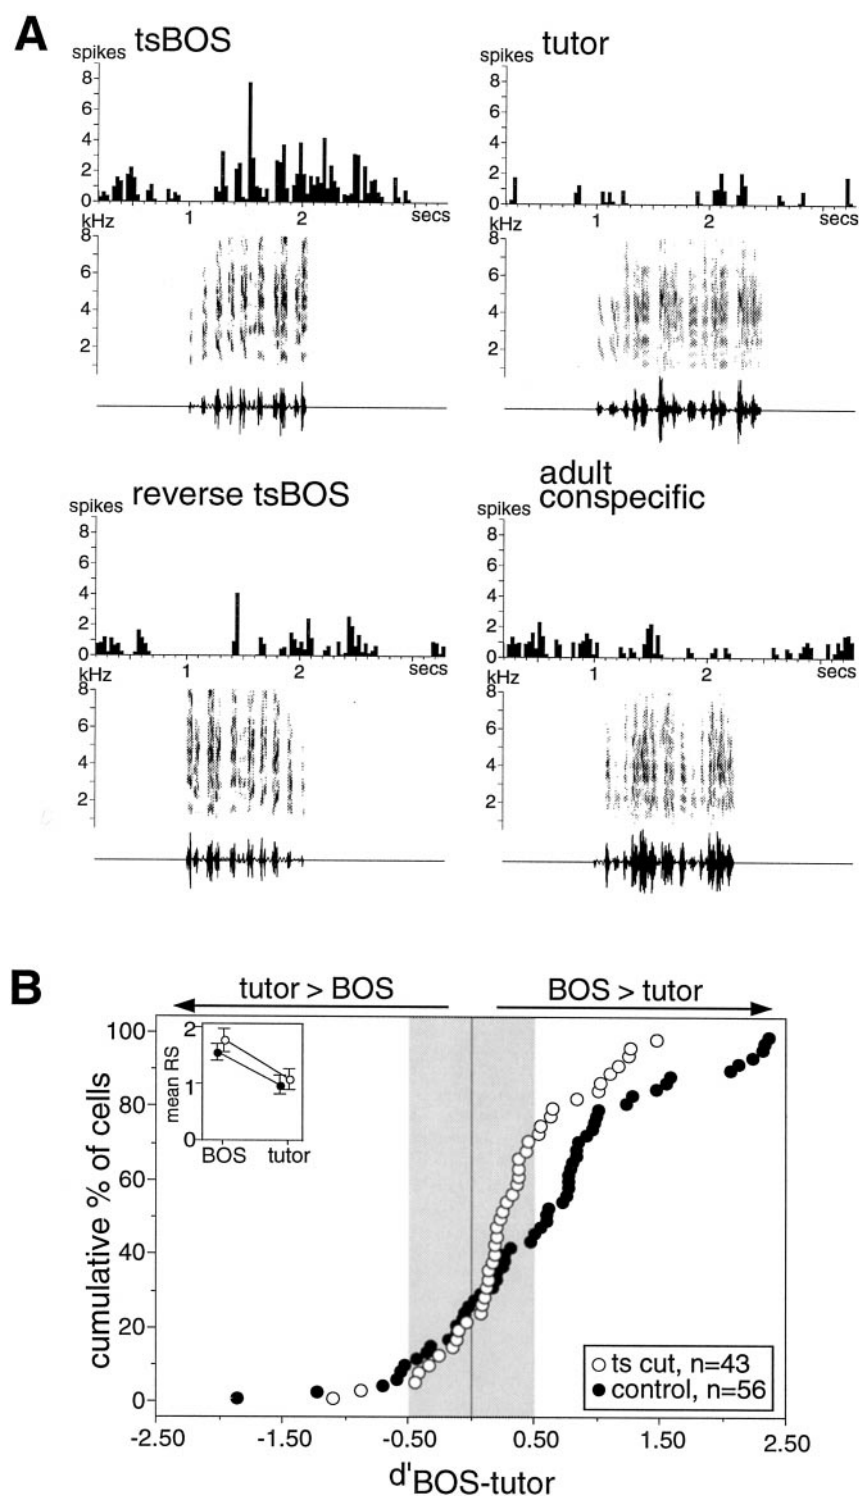 A
tsBOS
spikes
8
6
4
2
0
1
2
secs
kHz
8
6
4
2
tutor
spikes
8
6
4
2
0
1
2
secs
kHz
8
6
4
2
reverse tsBOS
spikes
8
6
4
2
0
1
2
secs
kHz
8
6
4
2
adult
conspecific
spikes
8
6
4
2
0
1
2
secs
kHz
8
6
4
2
B
tutor > BOS
BOS > tutor
cumulative % of cells
100
80
60
40
20
0
mean RS
2
1
0
BOS tutor
ts cut, n=43
control, n=56
-2.50 -1.50 -0.50 0.50 1.50 2.50
d'BOS-tutor